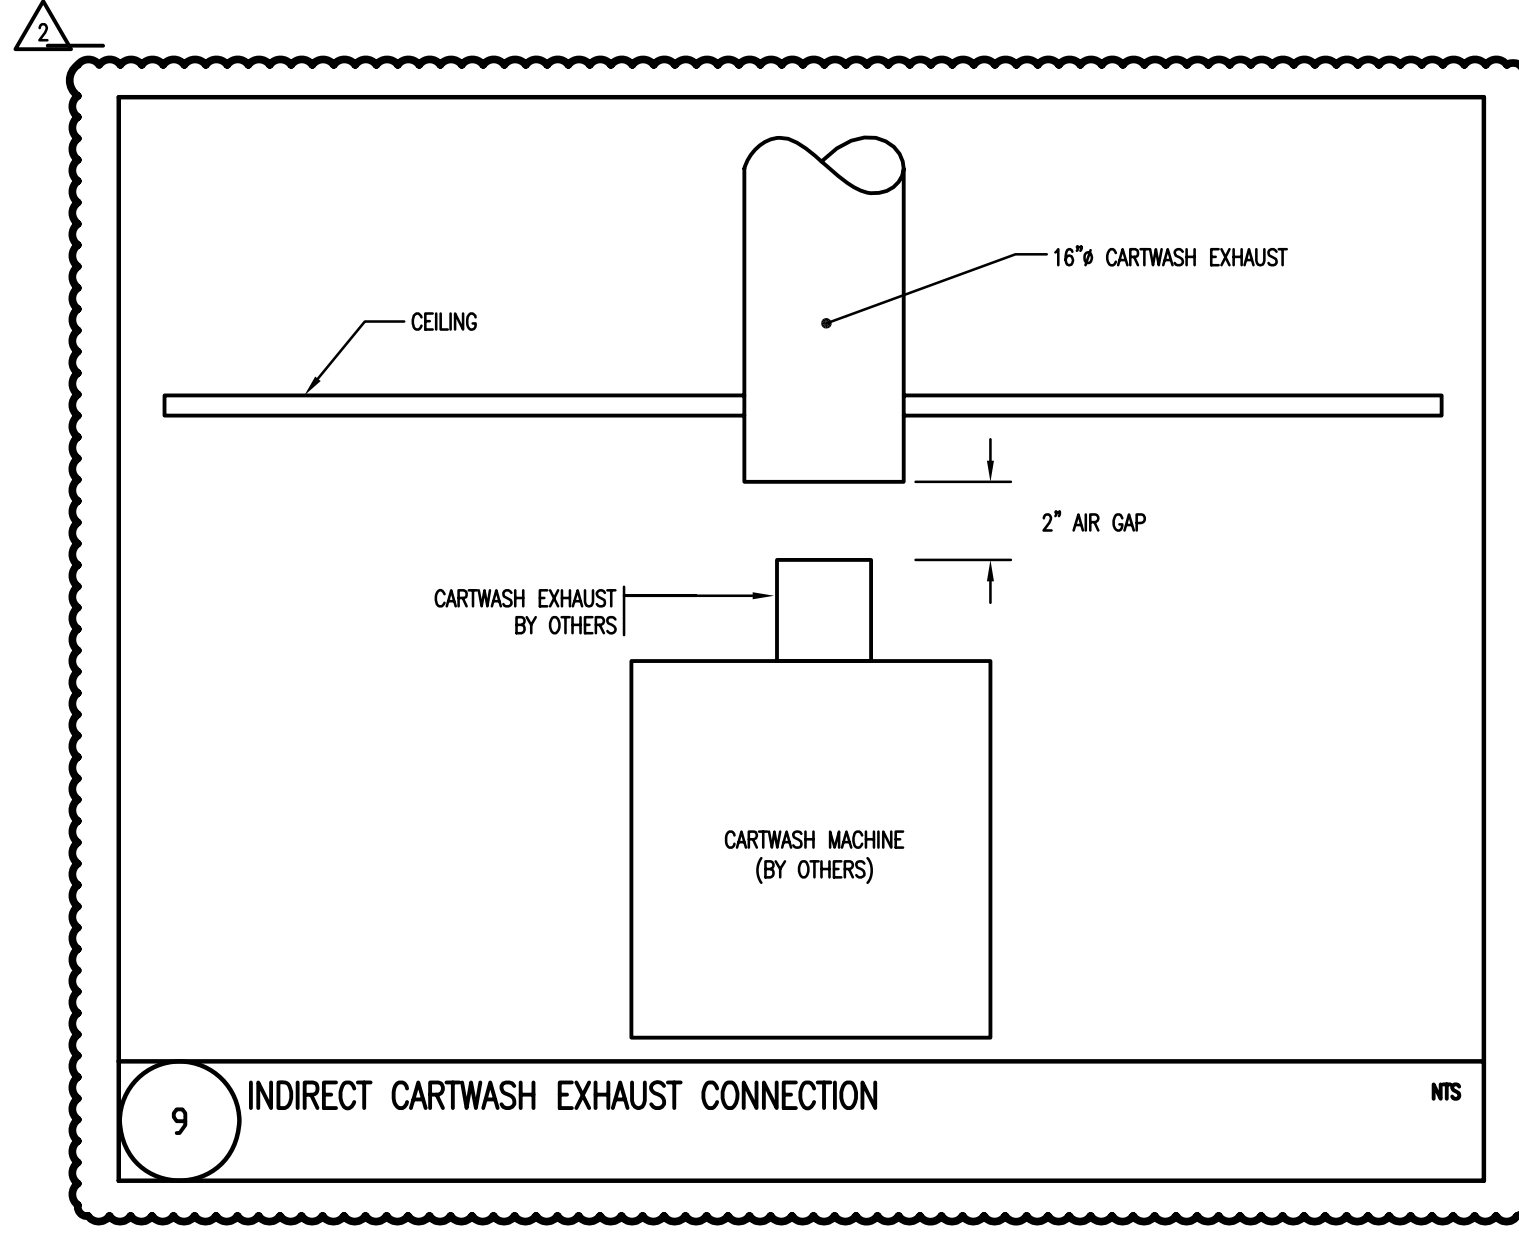 2
16"ø CARTWASH EXHAUST
CEILING
2" AIR GAP
CARTWASH EXHAUST
BY OTHERS
CARTWASH MACHINE
(BY OTHERS)
9
INDIRECT CARTWASH EXHAUST CONNECTION
NTS